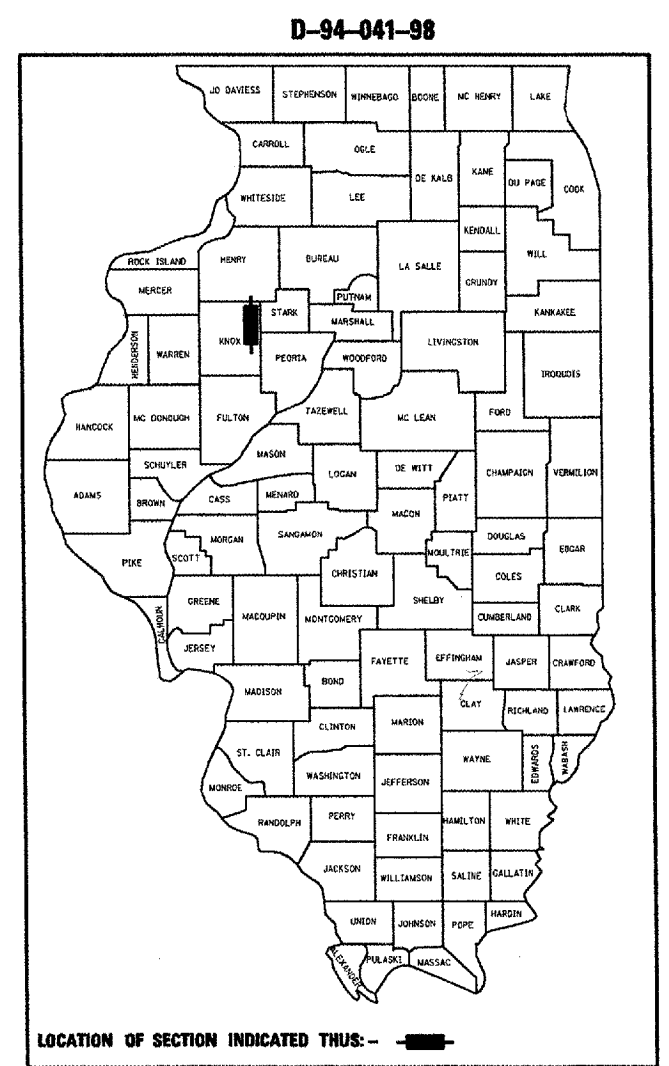 D-94-041-98
JO DAVIESS
STEPHENSON
WINNEBAGO
BOONE
MC HENRY
LAKE
CARROLL
OGLE
DE KALB
KANE
DU PAGE
COOK
WHITESIDE
LEE
KENDALL
WILL
ROCK ISLAND
HENRY
BUREAU
LA SALLE
GRUNDY
MERCER
PUTNAM
KANKAKEE
STARK
MARSHALL
HENDERSON
WARREN
KNOX
PEORIA
WOODFORD
LIVINGSTON
IROQUOIS
HANCOCK
MC DONOUGH
FULTON
TAZEWELL
MC LEAN
FORD
MASON
SCHUYLER
LOGAN
DE WITT
CHAMPAIGN
VERMILION
ADAMS
BROWN
CASS
MENARD
MACON
PIATT
MORGAN
SANGAMON
DOUGLAS
EDGAR
PIKE
SCOTT
CHRISTIAN
MOULTRIE
COLES
CALHOUN
GREENE
MACOUPIN
MONTGOMERY
SHELBY
CUMBERLAND
CLARK
JERSEY
FAYETTE
EFFINGHAM
JASPER
CRAWFORD
MADISON
BOND
CLAY
RICHLAND
LAWRENCE
CLINTON
MARION
ST. CLAIR
WAYNE
EDWARDS
WABASH
WASHINGTON
JEFFERSON
MONROE
RANDOLPH
PERRY
HAMILTON
WHITE
FRANKLIN
JACKSON
WILLIAMSON
SALINE
GALLATIN
UNION
JOHNSON
POPE
HARDIN
ALEXANDER
PULASKI
MASSAC
LOCATION OF SECTION INDICATED THUS: -